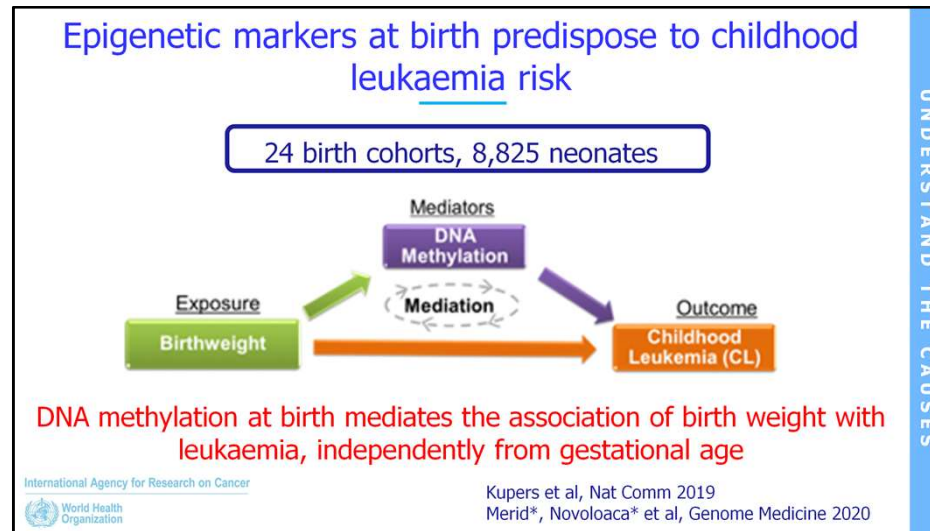 Epigenetic markers at birth predispose to childhood
leukaemia risk
24 birth cohorts, 8,825 neonates
Mediators
DNA
Methylation
Mediation
Exposure
Birthweight
Outcome
Childhood
Leukemia (CL)
DNA methylation at birth mediates the association of birth weight with
leukaemia, independently from gestational age
International Agency for Research on Cancer
World Health
Organization
Kupers et al, Nat Comm 2019
Merid*, Novoloaca* et al, Genome Medicine 2020
UNDERSTAND THE CAUSES